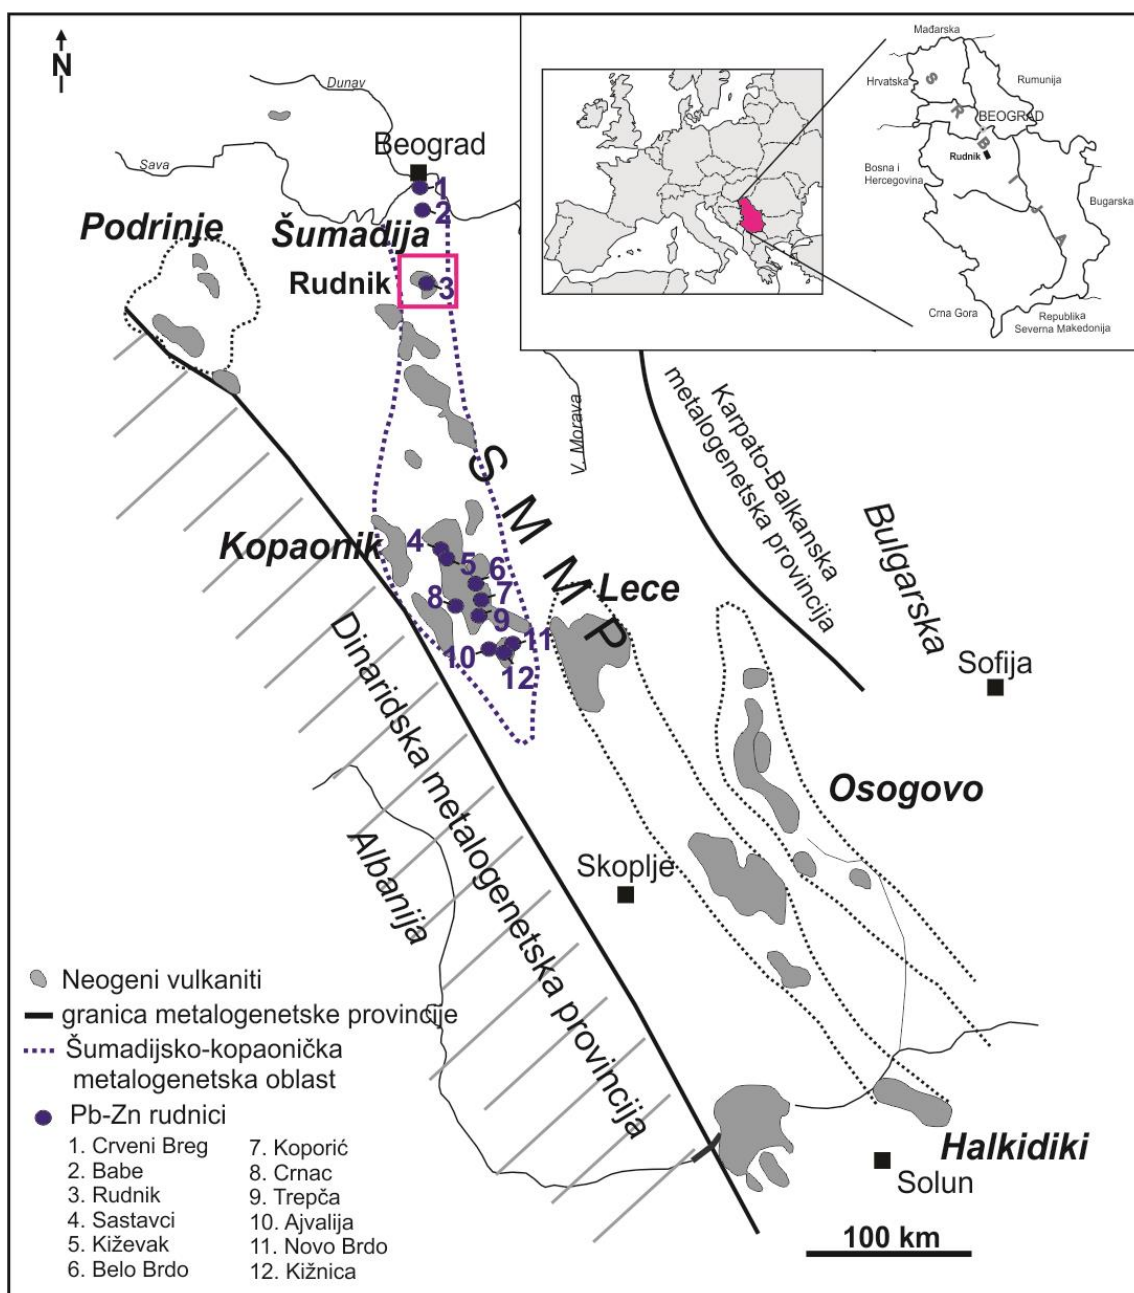 N
Dunav
Sava
Beograd
1
2
Podrinje
Šumadija
Rudnik
3
Mađarska
Hrvatska
Rumunija
S
R
BEOGRAD
B
Rudnik
Bosna i
Hercegovina
I
J
A
Bugarska
Crna Gora
Republika
Severna Makedonija
V. Morava
Karpato-Balkanska
metalogenetska provincija
SMMP
Bulgarska
Sofija
Kopaonik
4
5
6
7
8
9
10
11
12
Lece
Osogovo
Skoplje
Dinaridska metalogenetska provincija
Albanija
Halkidiki
Solun
100 km
Neogeni vulkaniti
granica metalogenetske provincije
Šumadijsko-kopaonička
metalogenetska oblast
Pb-Zn rudnici
1. Crveni Breg
2. Babe
3. Rudnik
4. Sastavci
5. Kiževak
6. Belo Brdo
7. Koporić
8. Crnac
9. Trepča
10. Ajvalija
11. Novo Brdo
12. Kižnica